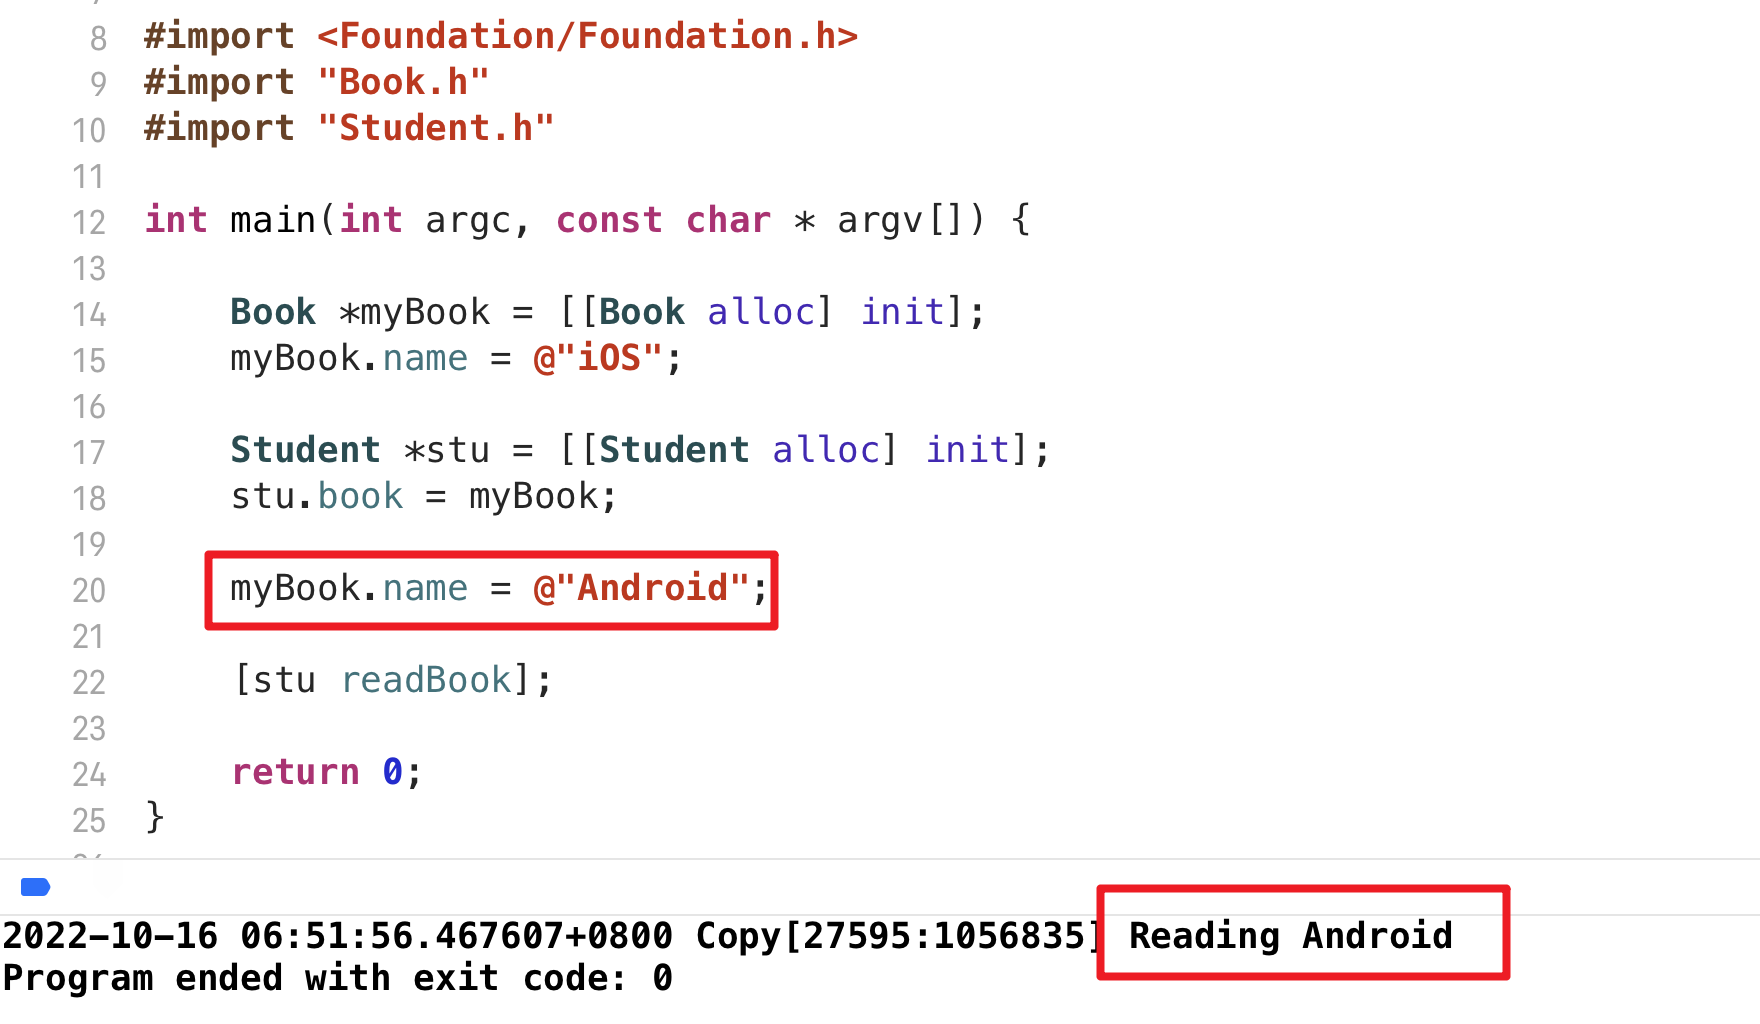 8 #import <Foundation/Foundation.h>
9 #import "Book.h"
10 #import "Student.h"
11
12 int main(int argc, const char * argv[]) {
13
14 Book *myBook = [[Book alloc] init];
15 myBook.name = @"iOS";
16
17 Student *stu = [[Student alloc] init];
18 stu.book = myBook;
19
20 myBook.name = @"Android";
21
22 [stu readBook];
23
24 return 0;
25 }
2022-10-16 06:51:56.467607+0800 Copy[27595:1056835] Reading Android
Program ended with exit code: 0